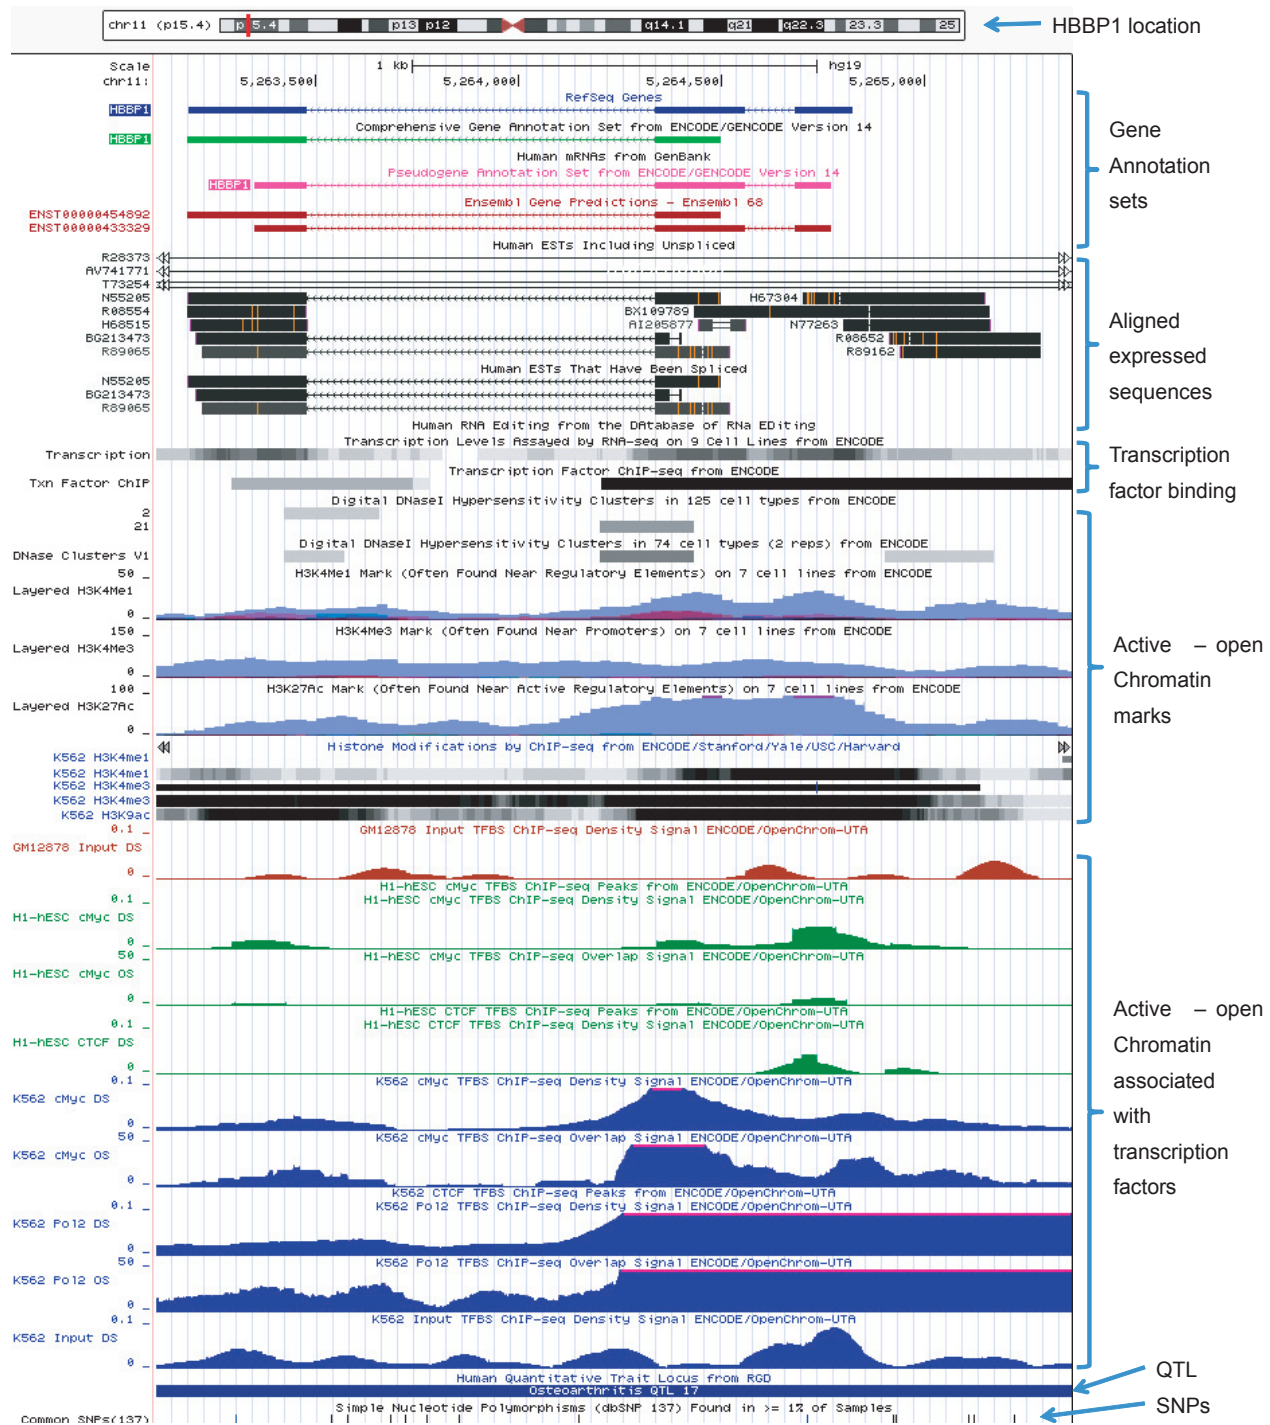 chr11 (p15.4) p15.4 p13 p12 q14.1 q21 q22.3 23.3 25
HBBP1 location
Scale 1 kb hg19
chr11: 5,263,500 5,264,000 5,264,500 5,265,000
RefSeq Genes
HBBP1
Comprehensive Gene Annotation Set from ENCODE/GENCODE Version 14
HBBP1
Human mRNAs from GenBank
Pseudogene Annotation Set from ENCODE/GENCODE Version 14
HBBP1
Ensembl Gene Predictions - Ensembl 68
ENST00000454892
ENST00000433329
Gene
Annotation
sets
Human ESTs Including Unspliced
R28373
AV741771
T73254
N55205 H67304
R08554 BX109789
H68515 AI205877 N77263
BG213473 R08652
R89065 R89162
Human ESTs That Have Been Spliced
N55205
BG213473
R89065
Aligned
expressed
sequences
Human RNA Editing from the DAtabase of RNa EDiting
Transcription Levels Assayed by RNA-seq on 9 Cell Lines from ENCODE
Transcription
Transcription Factor ChIP-seq from ENCODE
Txn Factor ChIP
Transcription
factor binding
Digital DNaseI Hypersensitivity Clusters in 125 cell types from ENCODE
2
21
Digital DNaseI Hypersensitivity Clusters in 74 cell types (2 reps) from ENCODE
DNase Clusters V1
50 _ H3K4Me1 Mark (Often Found Near Regulatory Elements) on 7 cell lines from ENCODE
Layered H3K4Me1
0 _
150 _ H3K4Me3 Mark (Often Found Near Promoters) on 7 cell lines from ENCODE
Layered H3K4Me3
0 _
100 _ H3K27Ac Mark (Often Found Near Active Regulatory Elements) on 7 cell lines from ENCODE
Layered H3K27Ac
0 _
Active – open
Chromatin
marks
Histone Modifications by ChIP-seq from ENCODE/Stanford/Yale/USC/Harvard
K562 H3K4me1
K562 H3K4me1
K562 H3K4me3
K562 H3K4me3
K562 H3K9ac
0.1 _ GM12878 Input TFBS ChIP-seq Density Signal ENCODE/OpenChrom-UTA
GM12878 Input DS
0 _
H1-hESC cMyc TFBS ChIP-seq Peaks from ENCODE/OpenChrom-UTA
0.1 _ H1-hESC cMyc TFBS ChIP-seq Density Signal ENCODE/OpenChrom-UTA
H1-hESC cMyc DS
0 _
50 _ H1-hESC cMyc TFBS ChIP-seq Overlap Signal ENCODE/OpenChrom-UTA
H1-hESC cMyc OS
0 _
H1-hESC CTCF TFBS ChIP-seq Peaks from ENCODE/OpenChrom-UTA
0.1 _ H1-hESC CTCF TFBS ChIP-seq Density Signal ENCODE/OpenChrom-UTA
H1-hESC CTCF DS
0 _
0.1 _ K562 cMyc TFBS ChIP-seq Density Signal ENCODE/OpenChrom-UTA
K562 cMyc DS
0 _
50 _ K562 cMyc TFBS ChIP-seq Overlap Signal ENCODE/OpenChrom-UTA
K562 cMyc OS
0 _
K562 CTCF TFBS ChIP-seq Peaks from ENCODE/OpenChrom-UTA
0.1 _ K562 Pol2 TFBS ChIP-seq Density Signal ENCODE/OpenChrom-UTA
K562 Pol2 DS
0 _
50 _ K562 Pol2 TFBS ChIP-seq Overlap Signal ENCODE/OpenChrom-UTA
K562 Pol2 OS
0 _
0.1 _ K562 Input TFBS ChIP-seq Density Signal ENCODE/OpenChrom-UTA
K562 Input DS
0 _
Active – open
Chromatin
associated
with
transcription
factors
Human Quantitative Trait Locus from RGD
Osteoarthritis QTL 17
QTL
Simple Nucleotide Polymorphisms (dbSNP 137) Found in >= 1% of Samples
Common SNPs(137)
SNPs